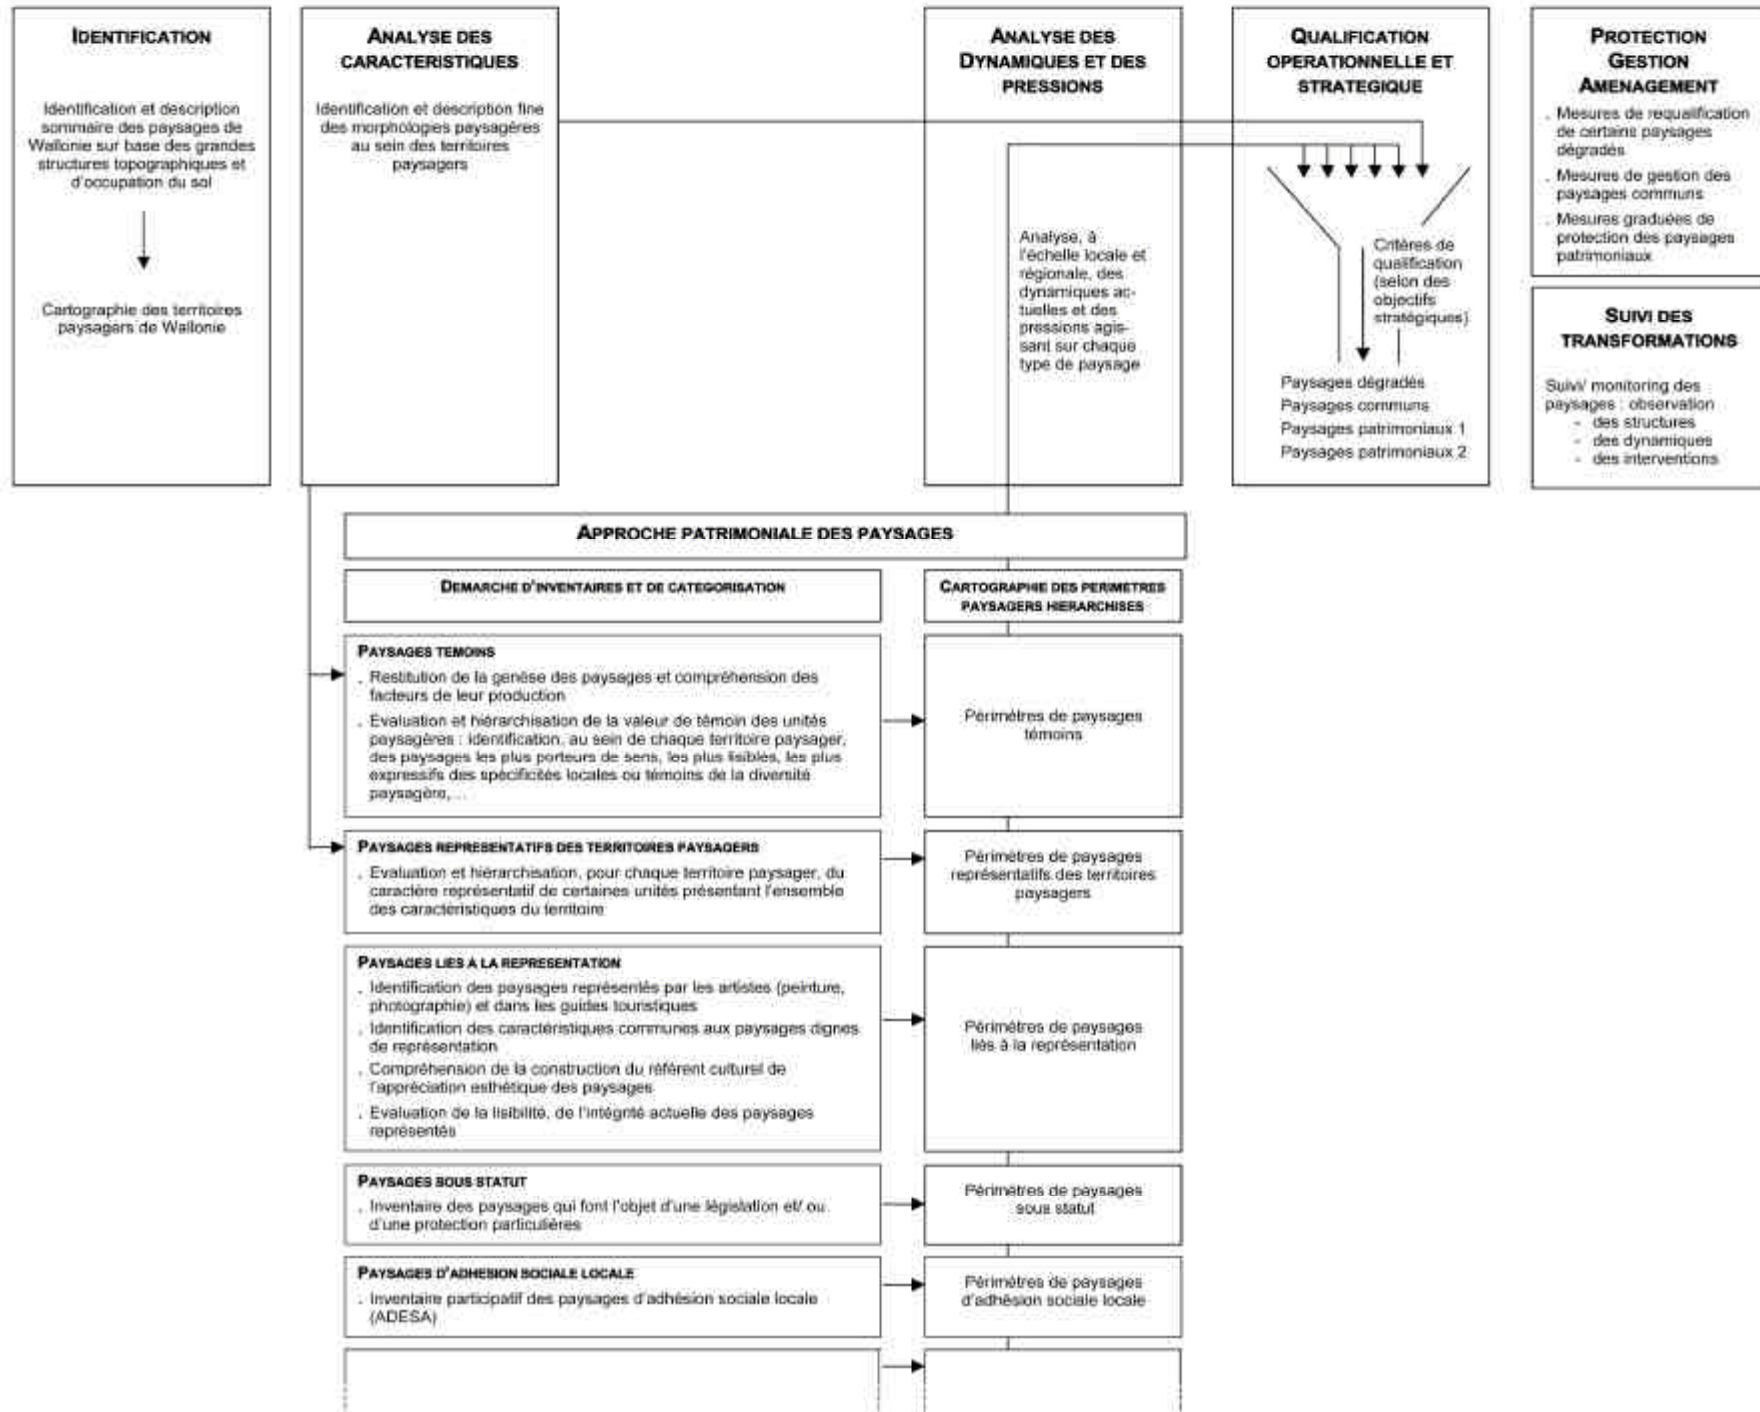 IDENTIFICATION
Identification et description
sommaire des paysages de
Wallonie sur base des grandes
structures topographiques et
d'occupation du sol
Cartographie des territoires
paysagers de Wallonie
ANALYSE DES
CARACTERISTIQUES
Identification et description fine
des morphologies paysagères
au sein des territoires
paysagers
ANALYSE DES
DYNAMIQUES ET DES
PRESSIONS
Analyse, à
l'échelle locale et
régionale, des
dynamiques ac-
tuelles et des
pressions agis-
sant sur chaque
type de paysage
QUALIFICATION
OPERATIONNELLE ET
STRATEGIQUE
Critères de
qualification
(selon des
objectifs
stratégiques)
Paysages dégradés
Paysages communs
Paysages patrimoniaux 1
Paysages patrimoniaux 2
PROTECTION
GESTION
AMENAGEMENT
. Mesures de requalification
de certains paysages
dégradés
. Mesures de gestion des
paysages communs
. Mesures graduées de
protection des paysages
patrimoniaux
SUIVI DES
TRANSFORMATIONS
Suivi/ monitoring des
paysages : observation
- des structures
- des dynamiques
- des interventions
APPROCHE PATRIMONIALE DES PAYSAGES
DEMARCHE D'INVENTAIRES ET DE CATEGORISATION
CARTOGRAPHIE DES PERIMETRES
PAYSAGERS HIERARCHISES
PAYSAGES TEMOINS
. Restitution de la genèse des paysages et compréhension des
facteurs de leur production
. Evaluation et hiérarchisation de la valeur de témoin des unités
paysagères : identification, au sein de chaque territoire paysager,
des paysages les plus porteurs de sens, les plus lisibles, les plus
expressifs des spécificités locales ou témoins de la diversité
paysagère,...
Périmètres de paysages
témoins
PAYSAGES REPRESENTATIFS DES TERRITOIRES PAYSAGERS
. Evaluation et hiérarchisation, pour chaque territoire paysager, du
caractère représentatif de certaines unités présentant l'ensemble
des caractéristiques du territoire
Périmètres de paysages
représentatifs des territoires
paysagers
PAYSAGES LIES A LA REPRESENTATION
. Identification des paysages représentés par les artistes (peinture,
photographie) et dans les guides touristiques
. Identification des caractéristiques communes aux paysages dignes
de représentation
. Compréhension de la construction du référent culturel de
l'appréciation esthétique des paysages
. Evaluation de la lisibilité, de l'intégrité actuelle des paysages
représentés
Périmètres de paysages
liés à la représentation
PAYSAGES SOUS STATUT
. Inventaire des paysages qui font l'objet d'une législation et/ ou
d'une protection particulières
Périmètres de paysages
sous statut
PAYSAGES D'ADHESION SOCIALE LOCALE
. Inventaire participatif des paysages d'adhésion sociale locale
(ADESA)
Périmètres de paysages
d'adhésion sociale locale